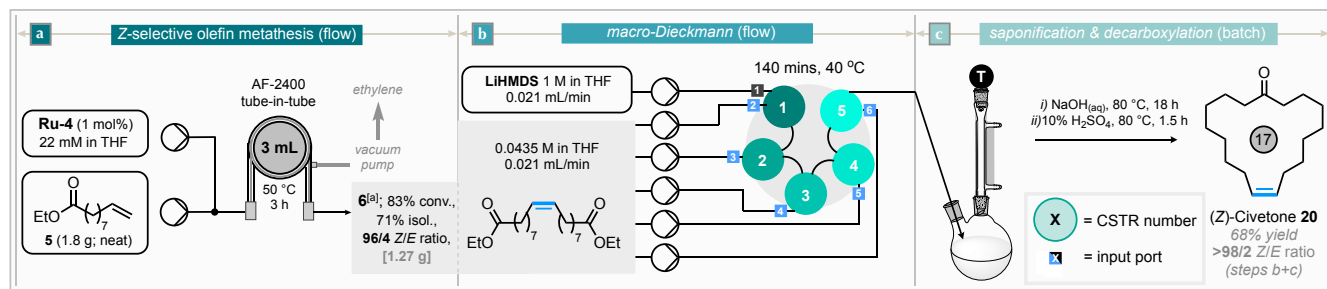 a
Z-selective olefin metathesis (flow)
Ru-4 (1 mol%)
22 mM in THF
EtO
O
7
5 (1.8 g; neat)
AF-2400
tube-in-tube
3 mL
50 °C
3 h
ethylene
vacuum
pump
6[a]; 83% conv.,
71% isol.,
96/4 Z/E ratio,
[1.27 g]
b
macro-Dieckmann (flow)
LiHMDS 1 M in THF
0.021 mL/min
0.0435 M in THF
0.021 mL/min
O
EtO
7
7
O
OEt
140 mins, 40 °C
1
2
3
4
5
6
1
2
3
4
5
X = CSTR number
X = input port
c
saponification & decarboxylation (batch)
T
i) NaOH(aq), 80 °C, 18 h
ii)10% H2SO4, 80 °C, 1.5 h
O
17
(Z)-Civetone 20
68% yield
>98/2 Z/E ratio
(steps b+c)